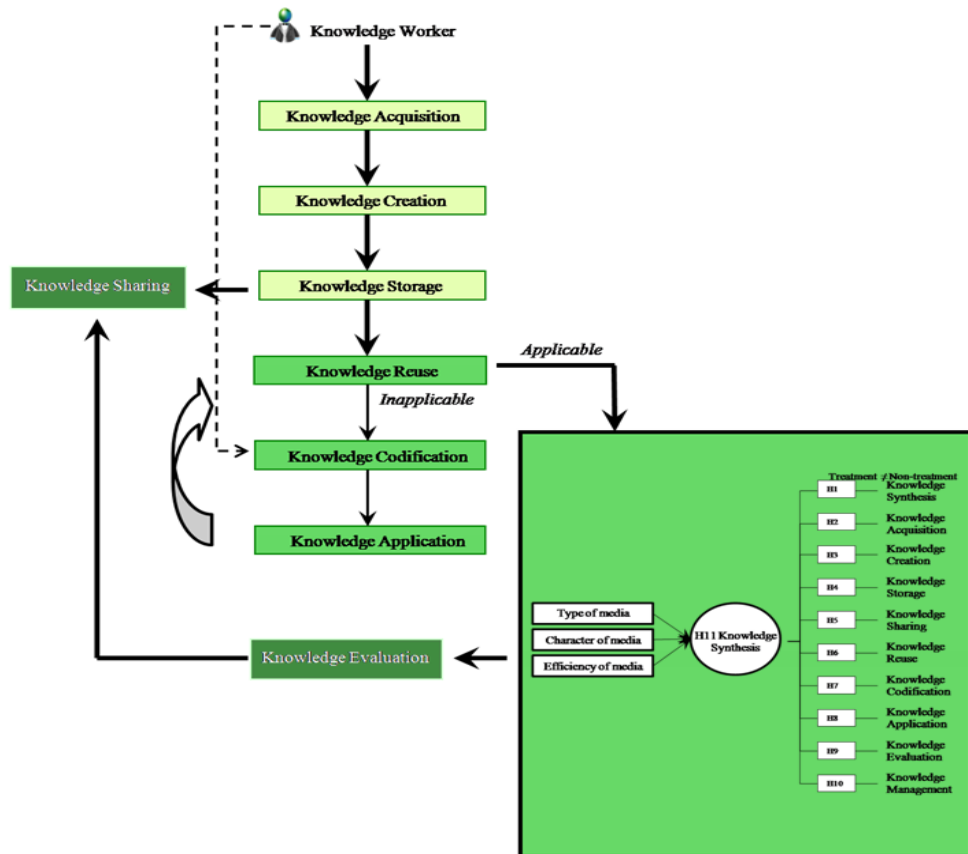 Knowledge Worker
Knowledge Acquisition
Knowledge Creation
Knowledge Sharing
Knowledge Storage
Applicable
Knowledge Reuse
Inapplicable
Knowledge Codification
Knowledge Application
Knowledge Evaluation
Type of media
Character of media
Efficiency of media
H11 Knowledge
Synthesis
Treatment ≠ Non-treatment
H1 Knowledge
Synthesis
H2 Knowledge
Acquisition
H3 Knowledge
Creation
H4 Knowledge
Storage
H5 Knowledge
Sharing
H6 Knowledge
Reuse
H7 Knowledge
Codification
H8 Knowledge
Application
H9 Knowledge
Evaluation
H10 Knowledge
Management